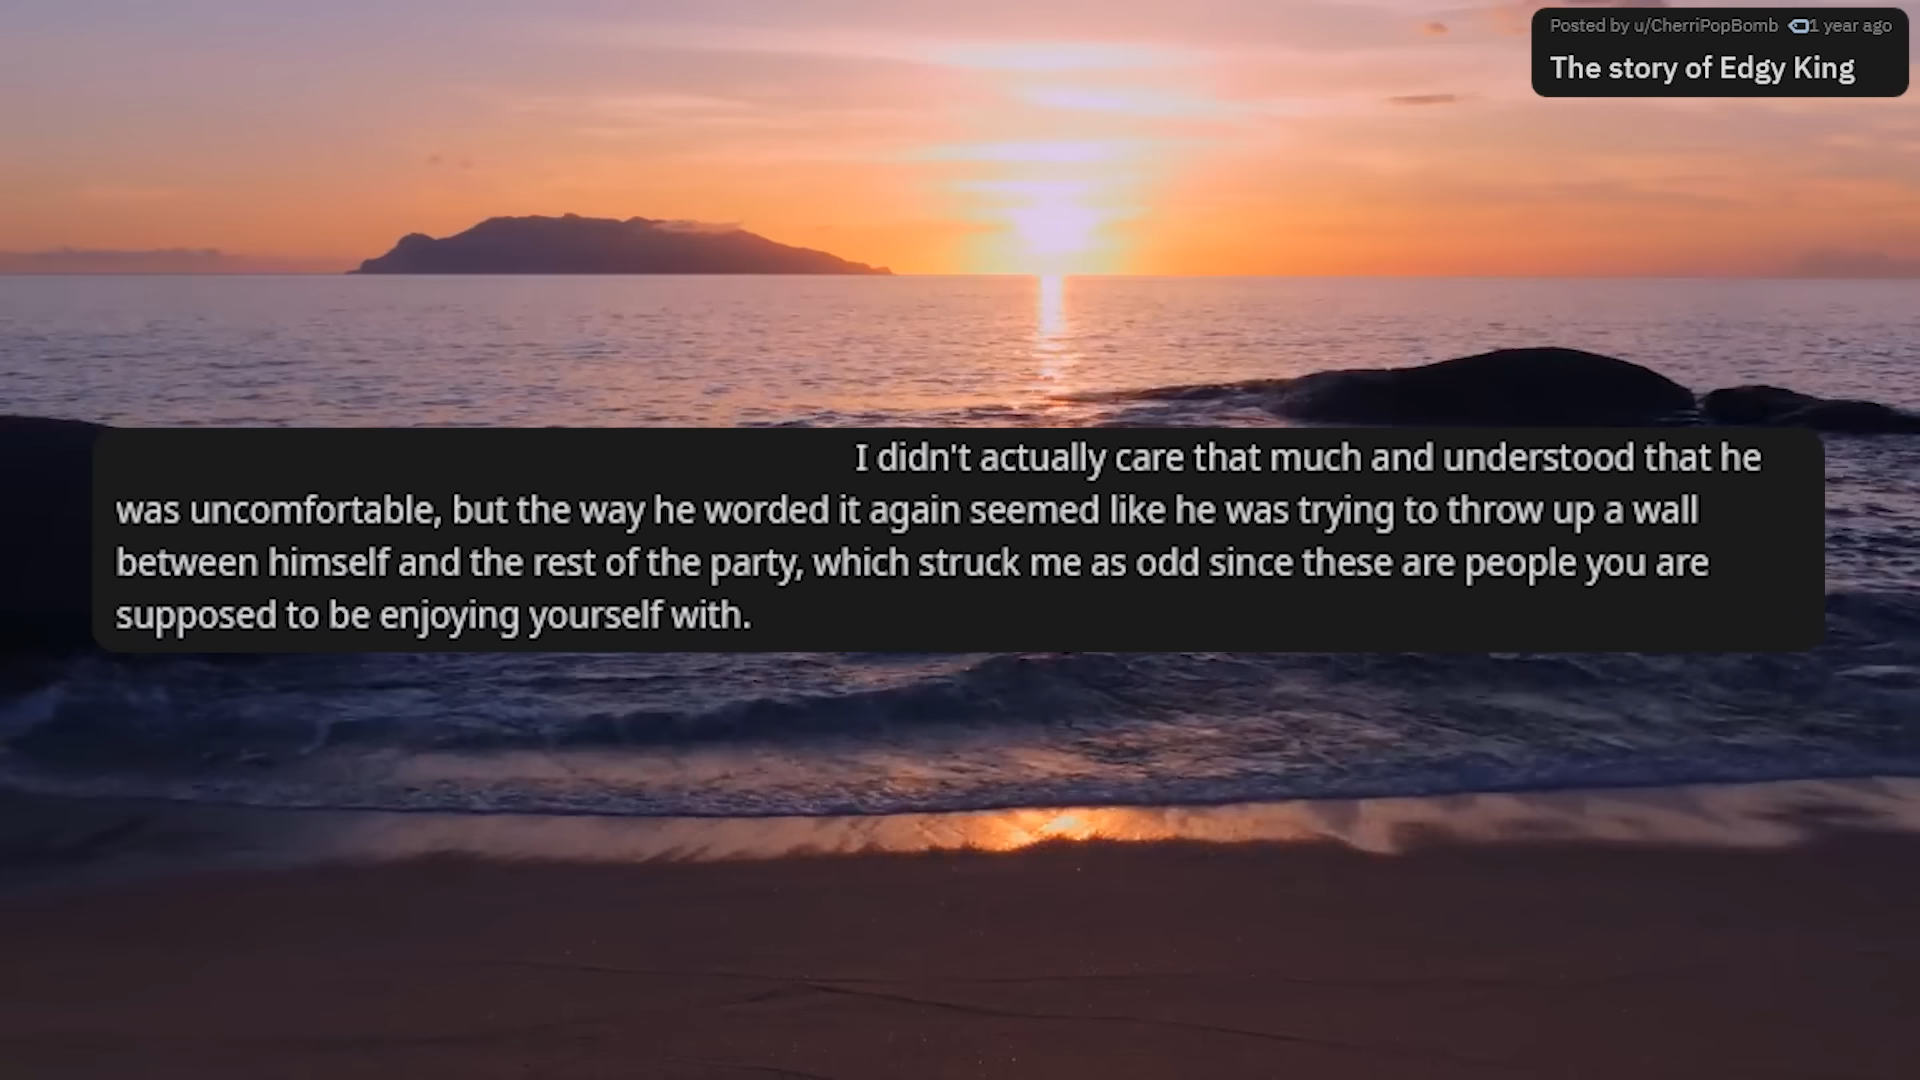 Posted by u/CherriPopBomb 1 year ago
The story of Edgy King
I didn't actually care that much and understood that he
was uncomfortable, but the way he worded it again seemed like he was trying to throw up a wall
between himself and the rest of the party, which struck me as odd since these are people you are
supposed to be enjoying yourself with.